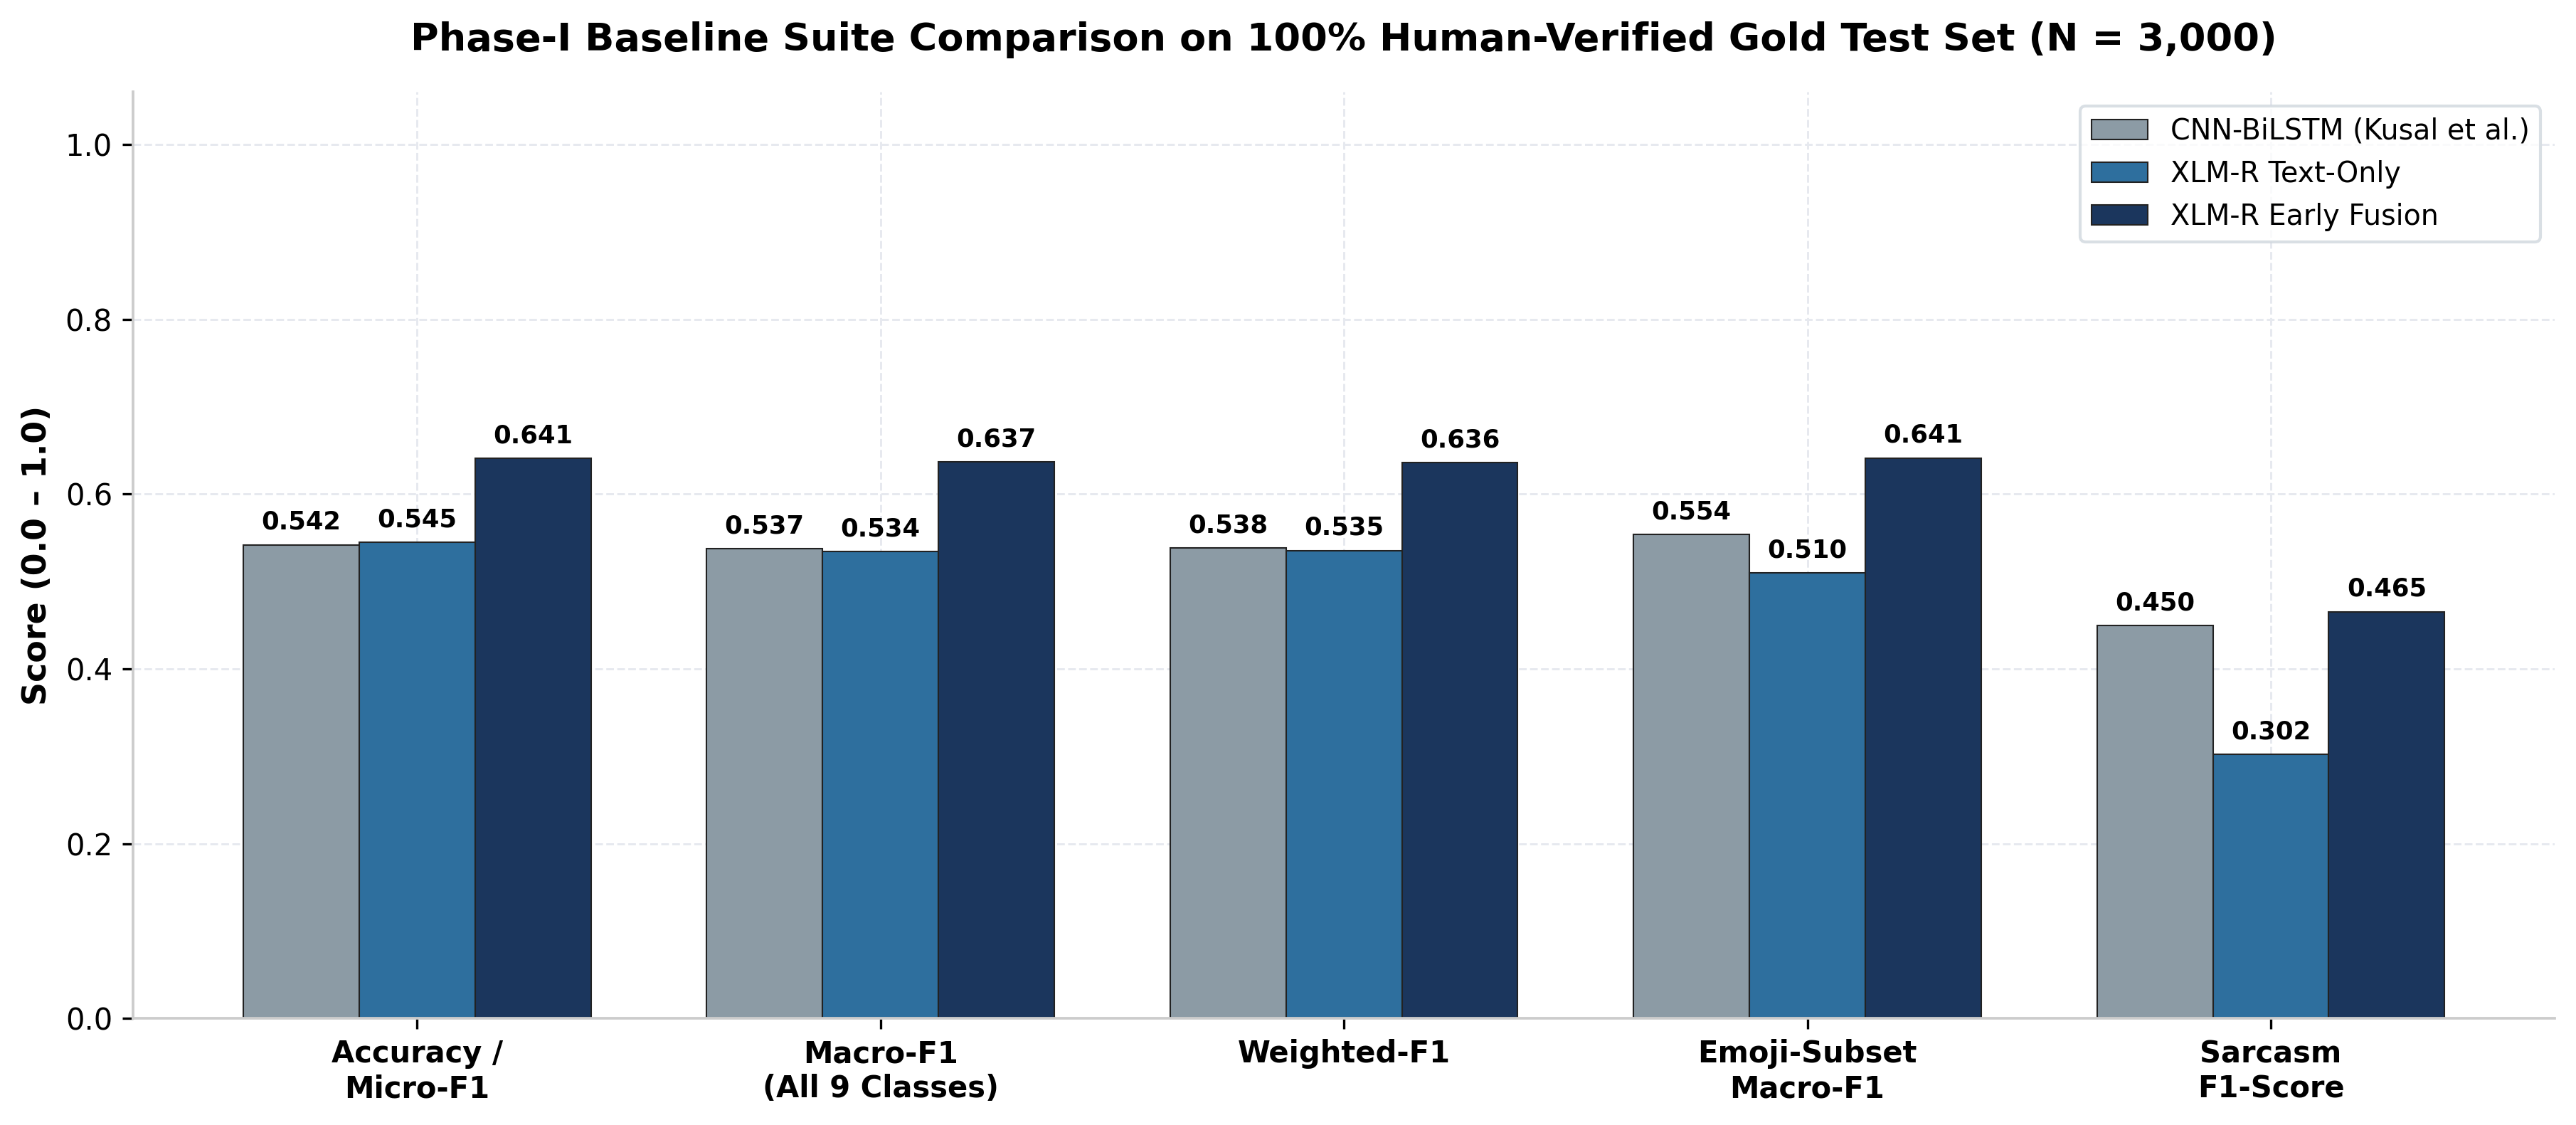 Phase-I Baseline Suite Comparison on 100% Human-Verified Gold Test Set (N = 3,000)
Score (0.0 – 1.0)
1.0
0.8
0.6
0.4
0.2
0.0
CNN-BiLSTM (Kusal et al.)
XLM-R Text-Only
XLM-R Early Fusion
0.542
0.545
0.641
0.537
0.534
0.637
0.538
0.535
0.636
0.554
0.510
0.641
0.450
0.302
0.465
Accuracy /
Micro-F1
Macro-F1
(All 9 Classes)
Weighted-F1
Emoji-Subset
Macro-F1
Sarcasm
F1-Score